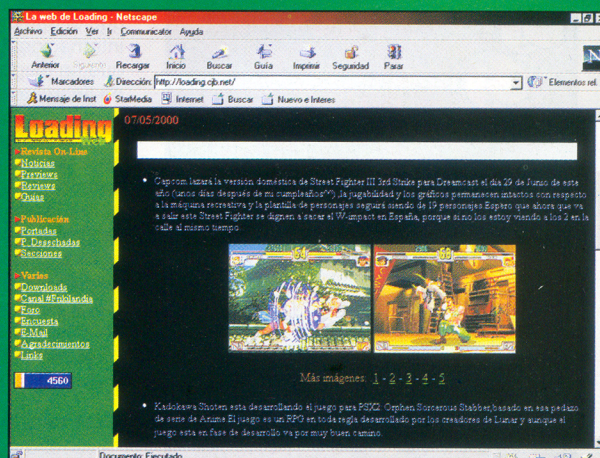 La web de Loading - Netscape
Archivo Edición Ver Ir Communicator Ayuda
Anterior Siguiente Recargar Inicio Buscar Guía Imprimir Seguridad Parar
Marcadores Dirección: http://loading.cjb.net/ Elementos rel.
Mensaje de Inst StarMedia Internet Buscar Nuevo e Interes
Loading
Revista On-Line
Noticias
Previews
Reviews
Guias
Publicación
Portadas
P. Desechadas
Secciones
Varios
Downloads
Canal #Frikilandia
Foro
Encuesta
E-Mail
Agradecimientos
Links
4560
07/05/2000
Capcom lanzará la versión doméstica de Street Fighter III 3rd Strike para Dreamcast el día 29 de Junio de este
año (unos días después de mi cumpleaños^^) ,la jugabilidad y los gráficos permanecen intactos con respecto
a la máquina recreativa y la plantilla de personajes seguirá siendo de 19 personajes.Espero que ahora que va
a salir este Street Fighter se dignen a sacar el W-impact en España, porque si no los estoy viendo a los 2 en la
calle al mismo tiempo
64
68
Más imágenes: 1 - 2 - 3 - 4 - 5
Kadokawa Shoten esta desarrollando el juego para PSX2: Orphen Sorcerous Stabber,basado en esa pedazo
de serie de Anime.El juego es un RPG en toda regla desarrollado por los creadores de Lunar y aunque el
juego esta en fase de desarrollo va por muy buen camino.
Documento: Ejecutado